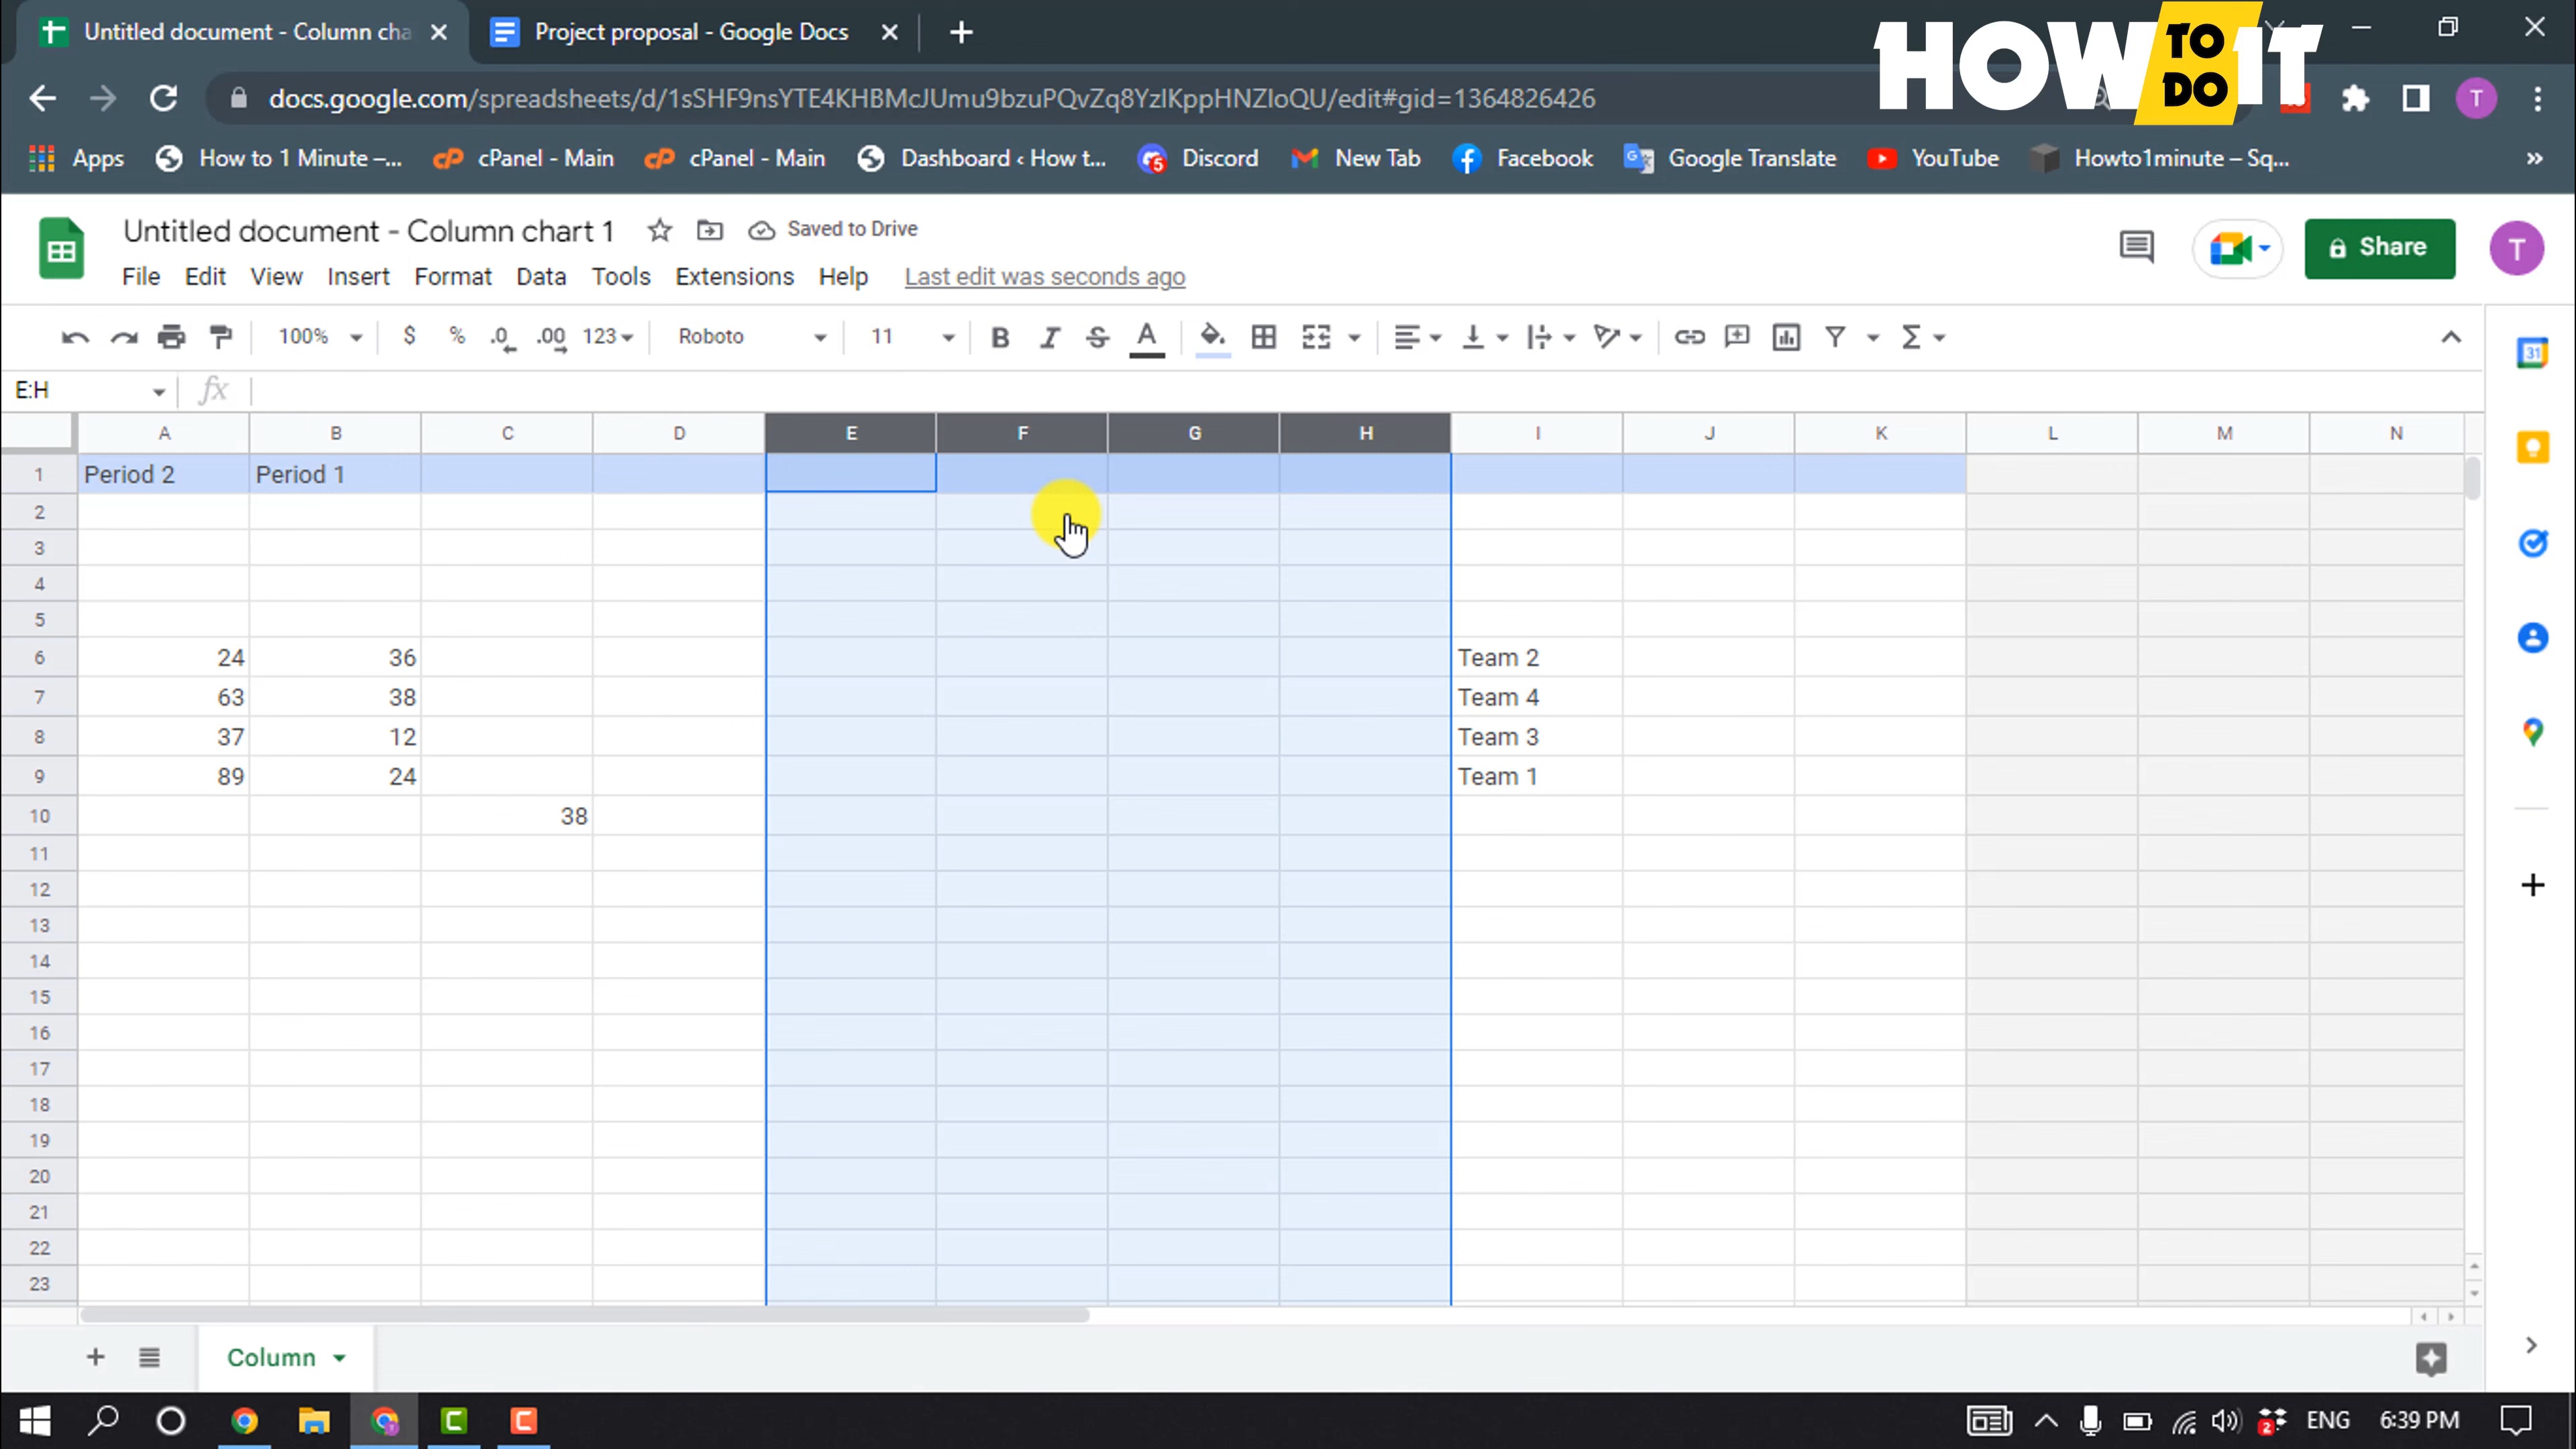 Untitled document - Column cha
Project proposal - Google Docs
HOW TO DO IT
docs.google.com/spreadsheets/d/1sSHF9nsYTE4KHBMcJUmu9bzuPQvZq8YzIKppHNZIoQU/edit#gid=1364826426
T
Apps
How to 1 Minute –...
cPanel - Main
cPanel - Main
Dashboard ‹ How t...
5
Discord
New Tab
Facebook
Google Translate
YouTube
Howto1minute – Sq...
Untitled document - Column chart 1
Saved to Drive
Share
T
File Edit View Insert Format Data Tools Extensions Help
Last edit was seconds ago
100% $ % .0 .00 123 Roboto 11 B I S A Σ
31
E:H
fx
A B C D E F G H I J K L M N
1 Period 2 Period 1
2
3
4
5
6 24 36 Team 2
7 63 38 Team 4
8 37 12 Team 3
9 89 24 Team 1
10 38
11
12
13
14
15
16
17
18
19
20
21
22
23
Column
2
ENG
6:39 PM